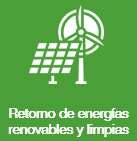 Retorno de energías
renovables y limpias